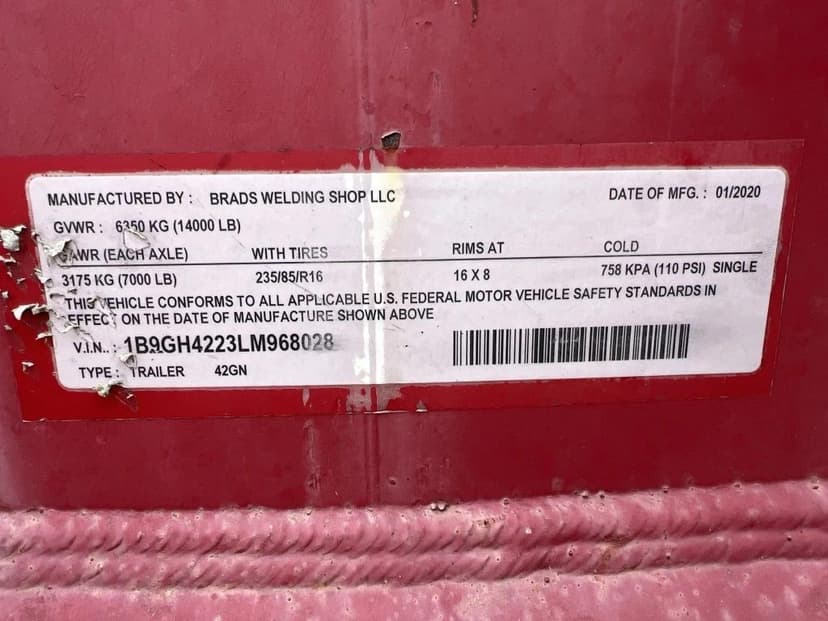 MANUFACTURED BY : BRADS WELDING SHOP LLC DATE OF MFG. : 01/2020
GVWR : 6350 KG (14000 LB)
GAWR (EACH AXLE) WITH TIRES RIMS AT COLD
3175 KG (7000 LB) 235/85/R16 16 X 8 758 KPA (110 PSI) SINGLE
THIS VEHICLE CONFORMS TO ALL APPLICABLE U.S. FEDERAL MOTOR VEHICLE SAFETY STANDARDS IN
EFFECT ON THE DATE OF MANUFACTURE SHOWN ABOVE
V.I.N.. : 1B9GH4223LM968028
TYPE : TRAILER 42GN